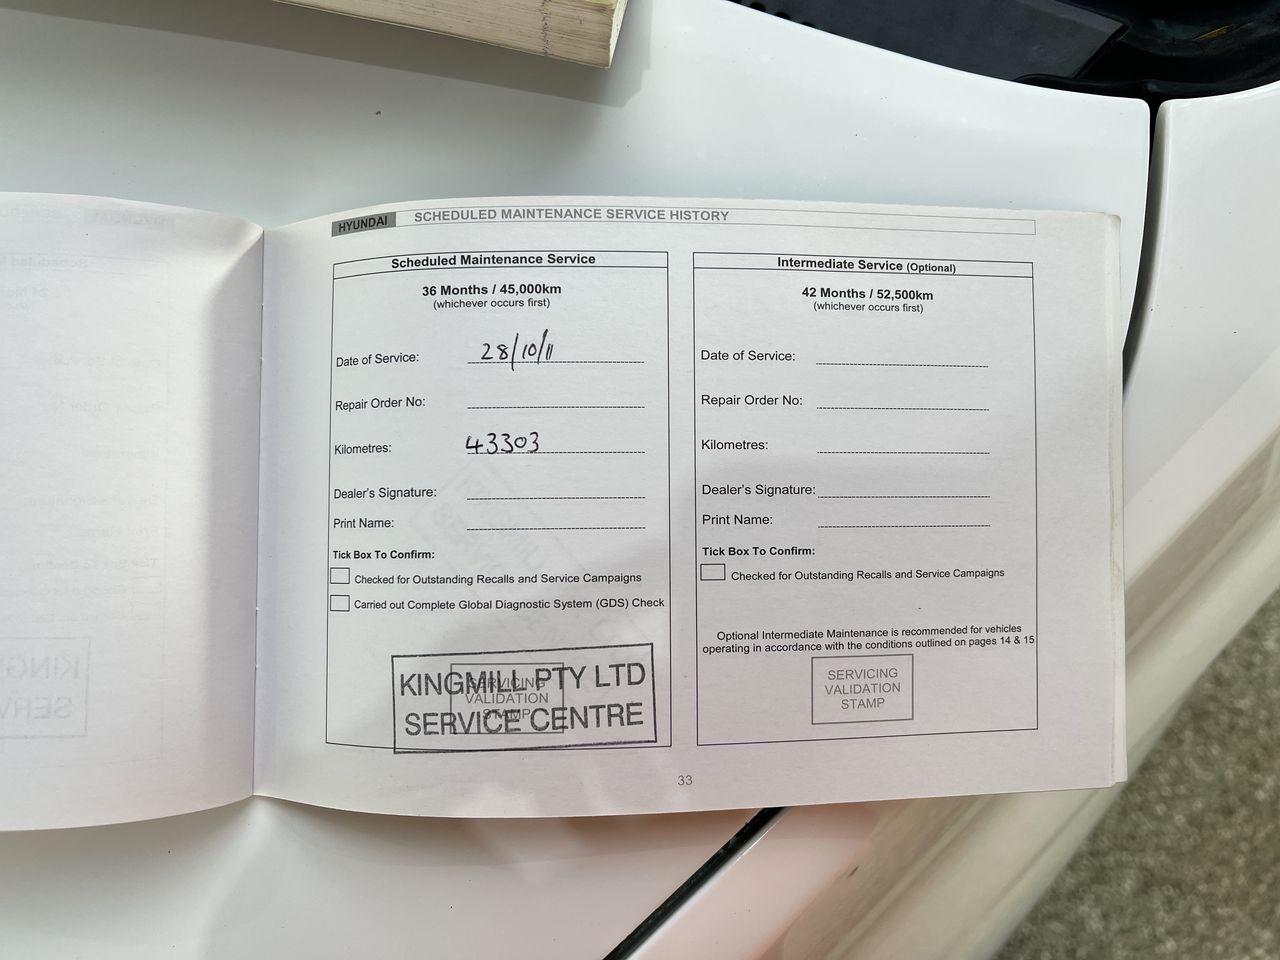 HYUNDAI SCHEDULED MAINTENANCE SERVICE HISTORY
Scheduled Maintenance Service
36 Months / 45,000km
(whichever occurs first)
Date of Service: 28/10/11
Repair Order No:
Kilometres: 43303
Dealer's Signature:
Print Name:
Tick Box To Confirm:
Checked for Outstanding Recalls and Service Campaigns
Carried out Complete Global Diagnostic System (GDS) Check
SERVICING
VALIDATION
STAMP
KINGMILL PTY LTD
SERVICE CENTRE
Intermediate Service (Optional)
42 Months / 52,500km
(whichever occurs first)
Date of Service:
Repair Order No:
Kilometres:
Dealer's Signature:
Print Name:
Tick Box To Confirm:
Checked for Outstanding Recalls and Service Campaigns
Optional Intermediate Maintenance is recommended for vehicles
operating in accordance with the conditions outlined on pages 14 & 15
SERVICING
VALIDATION
STAMP
33